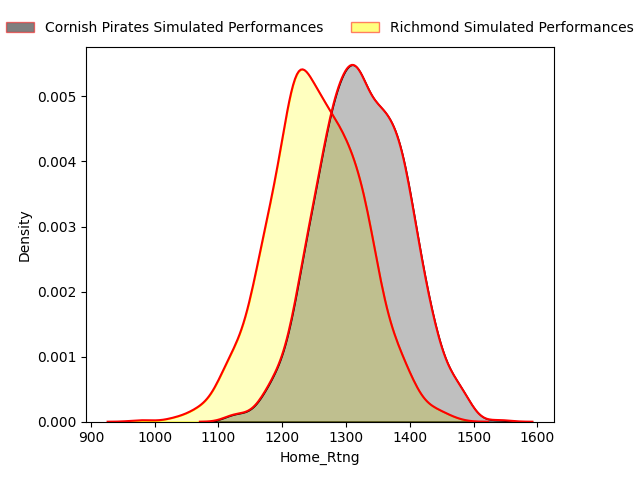 Cornish Pirates Simulated Performances
Richmond Simulated Performances
0.005
0.004
0.003
0.002
0.001
0.000
Density
900 1000 1100 1200 1300 1400 1500 1600
Home_Rtng